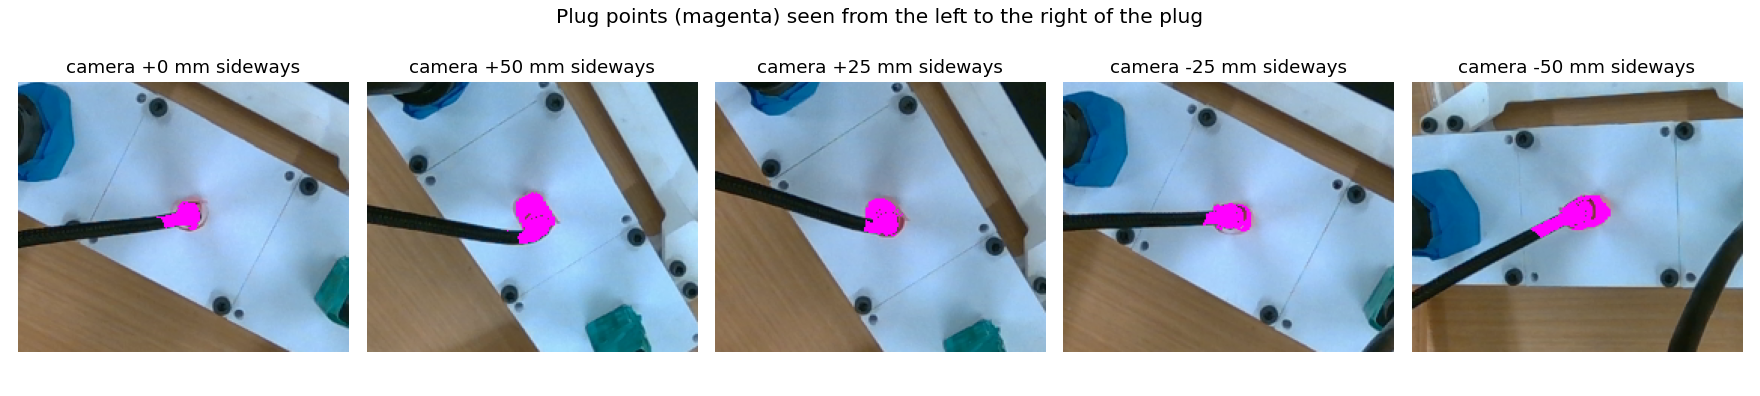 Plug points (magenta) seen from the left to the right of the plug
camera +0 mm sideways
camera +50 mm sideways
camera +25 mm sideways
camera -25 mm sideways
camera -50 mm sideways